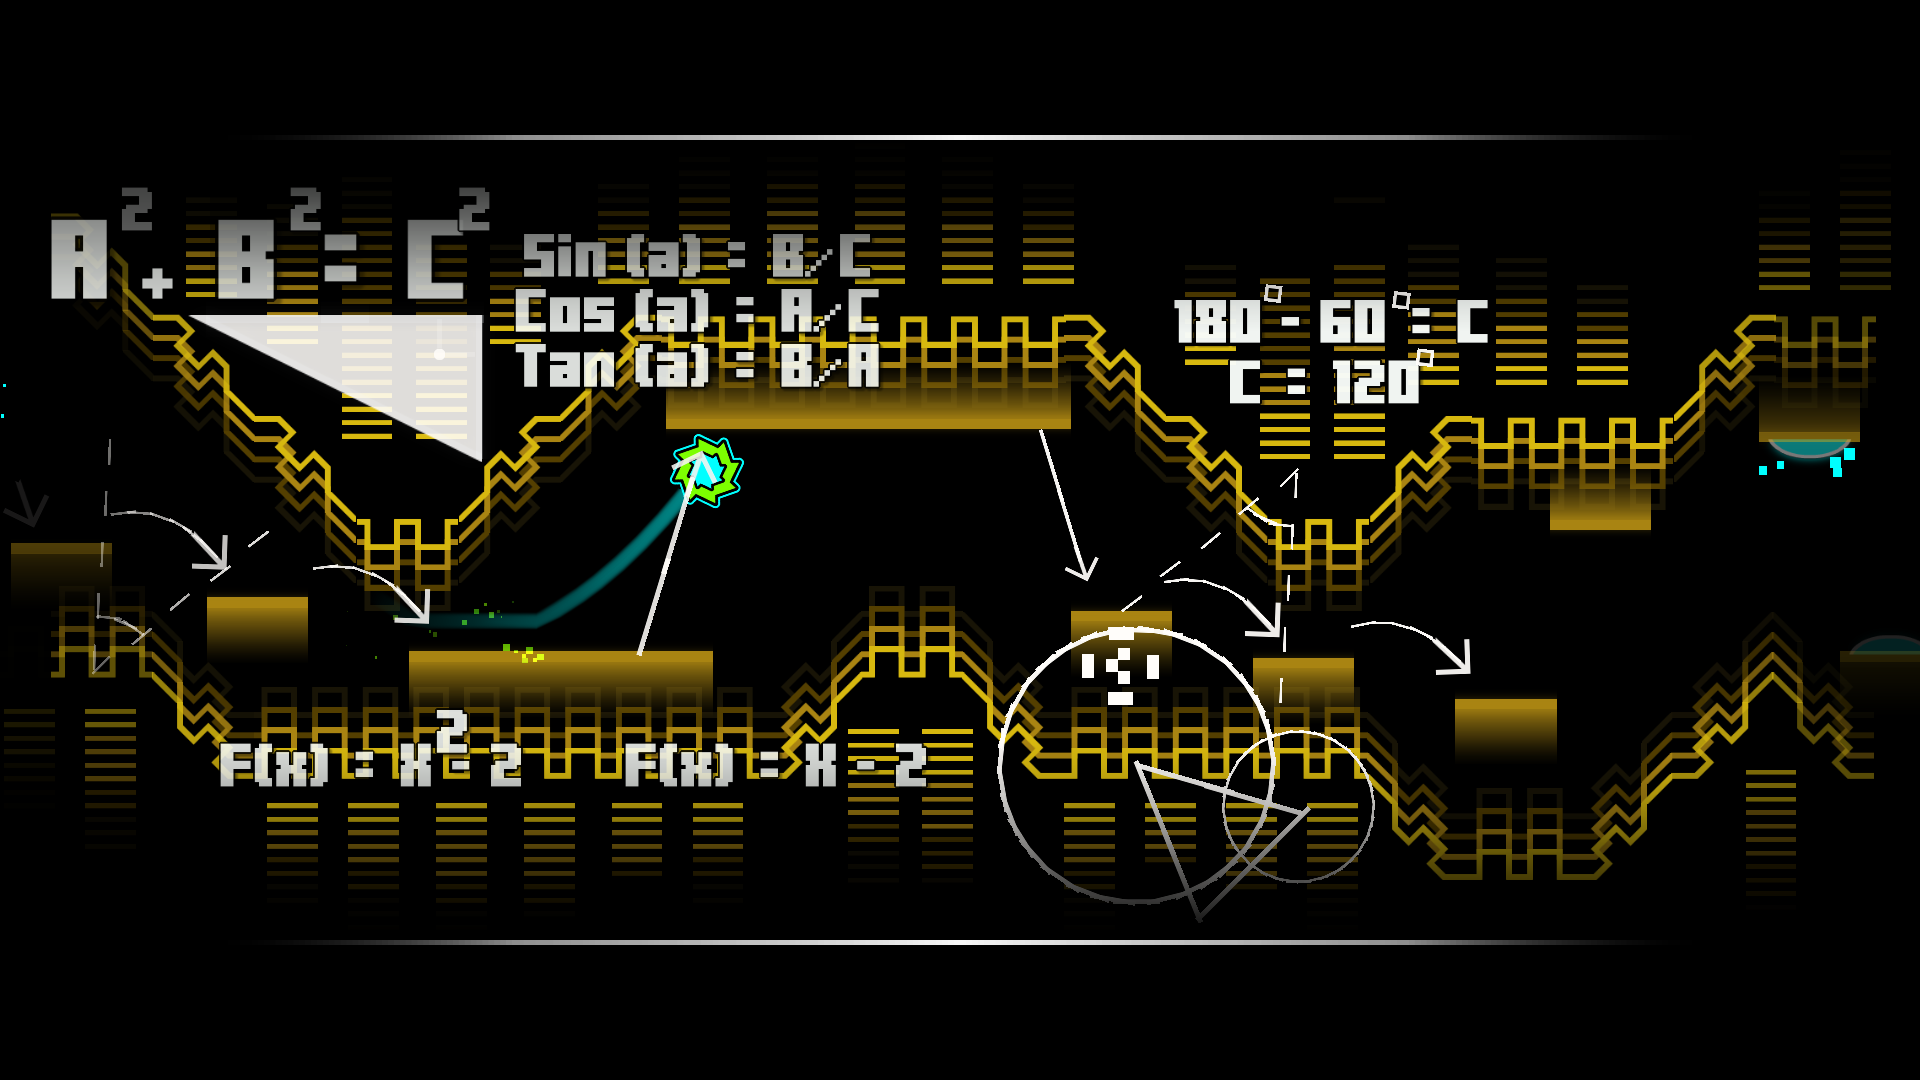 A² + B² = C²
Sin (a) = B/C
Cos (a) = A/C
Tan (a) = B/A
180° - 60° = C
C = 120°
F(x) = X² - 2
F(x) = X - 2